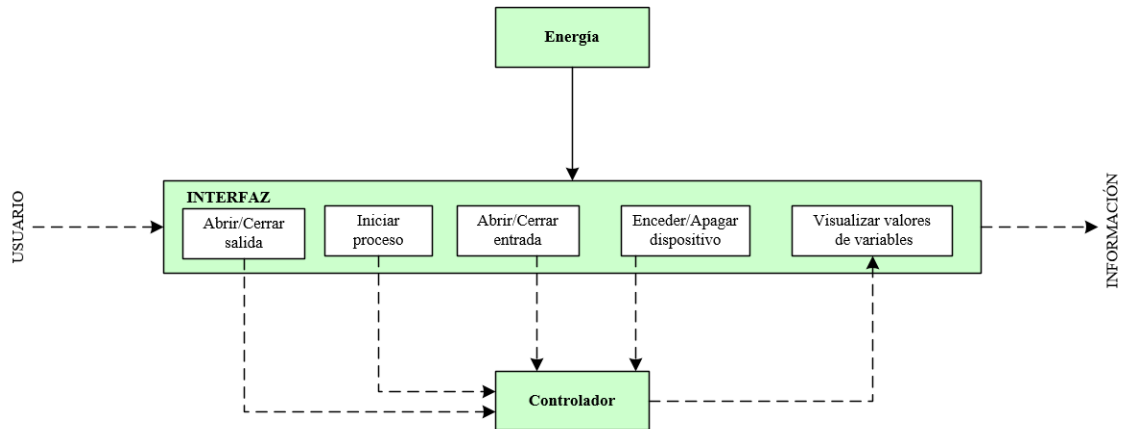 Energía
INTERFAZ
Abrir/Cerrar
salida
Iniciar
proceso
Abrir/Cerrar
entrada
Enceder/Apagar
dispositivo
Visualizar valores
de variables
USUARIO
INFORMACIÓN
Controlador